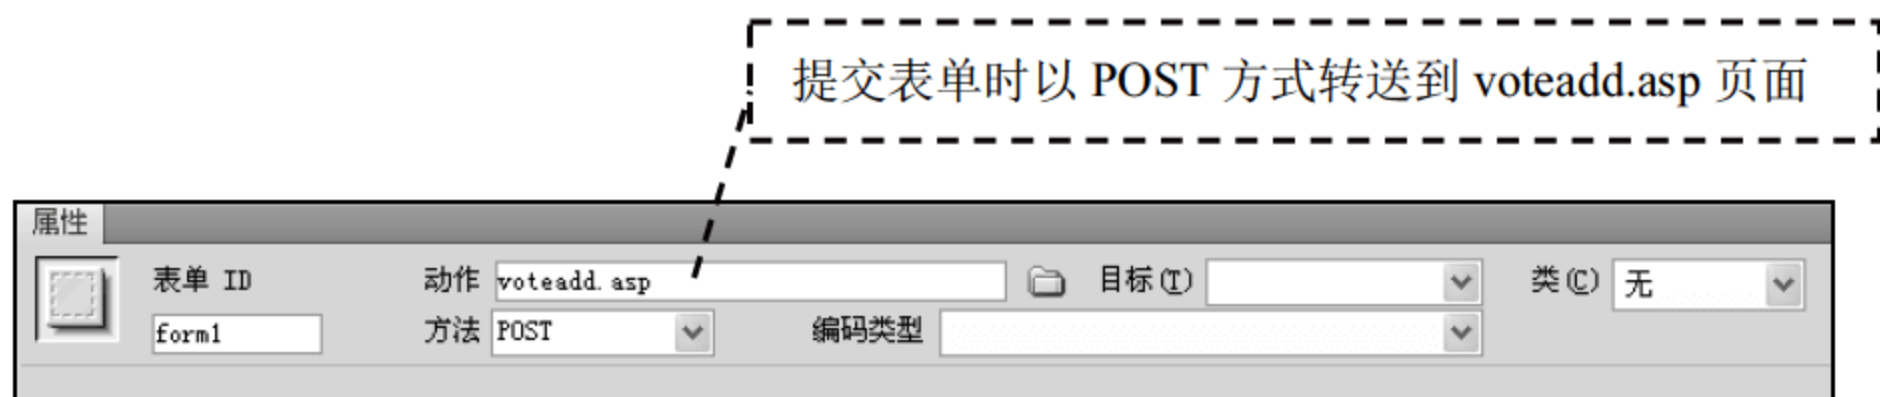 提交表单时以 POST 方式转送到 voteadd.asp 页面
属性
表单 ID 动作 voteadd.asp 目标(T) 类(C) 无
form1 方法 POST 编码类型